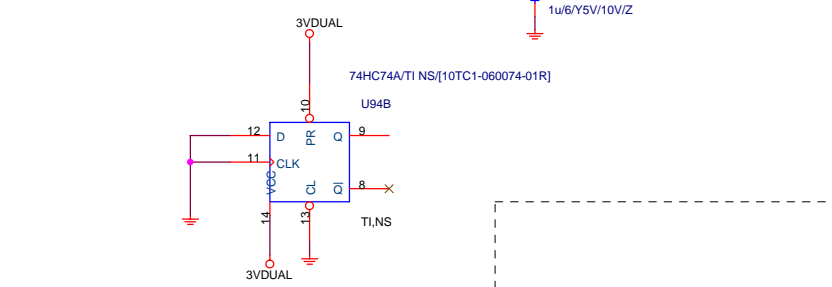 1u/6/Y5V/10V/Z
3VDUAL
74HC74A/TI NS/[10TC1-060074-01R]
U94B
10
12
D
PR
Q
9
11
CLK
VCC
CL
Q
8
14
13
TI,NS
3VDUAL